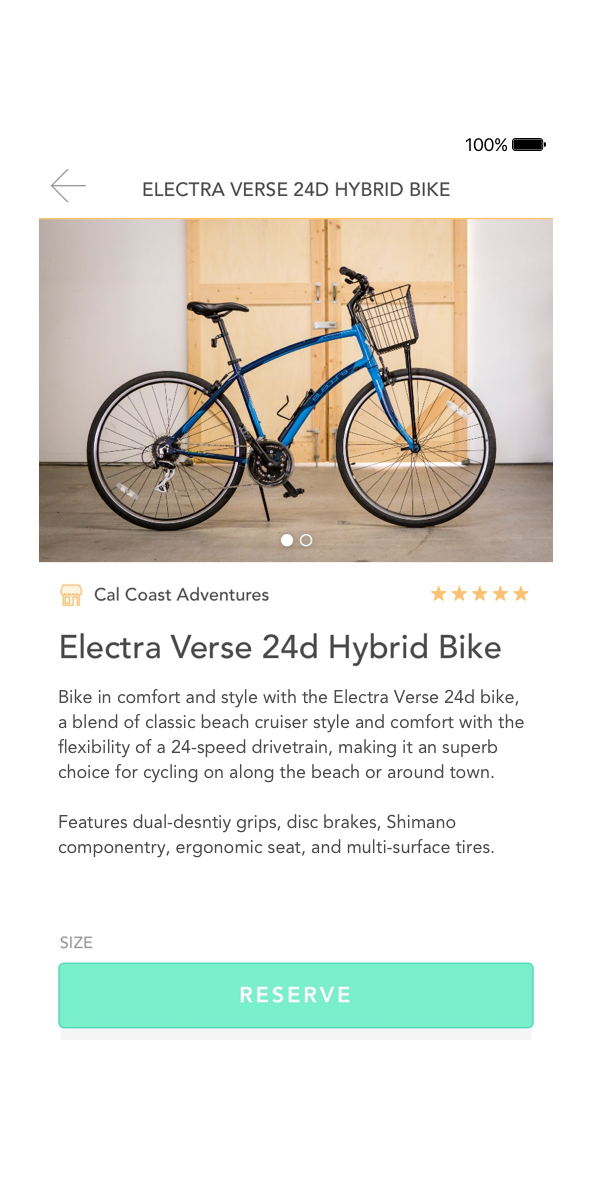 100%
ELECTRA VERSE 24D HYBRID BIKE
Cal Coast Adventures
Electra Verse 24d Hybrid Bike
Bike in comfort and style with the Electra Verse 24d bike,
a blend of classic beach cruiser style and comfort with the
flexibility of a 24-speed drivetrain, making it an superb
choice for cycling on along the beach or around town.
Features dual-desntiy grips, disc brakes, Shimano
componentry, ergonomic seat, and multi-surface tires.
SIZE
RESERVE